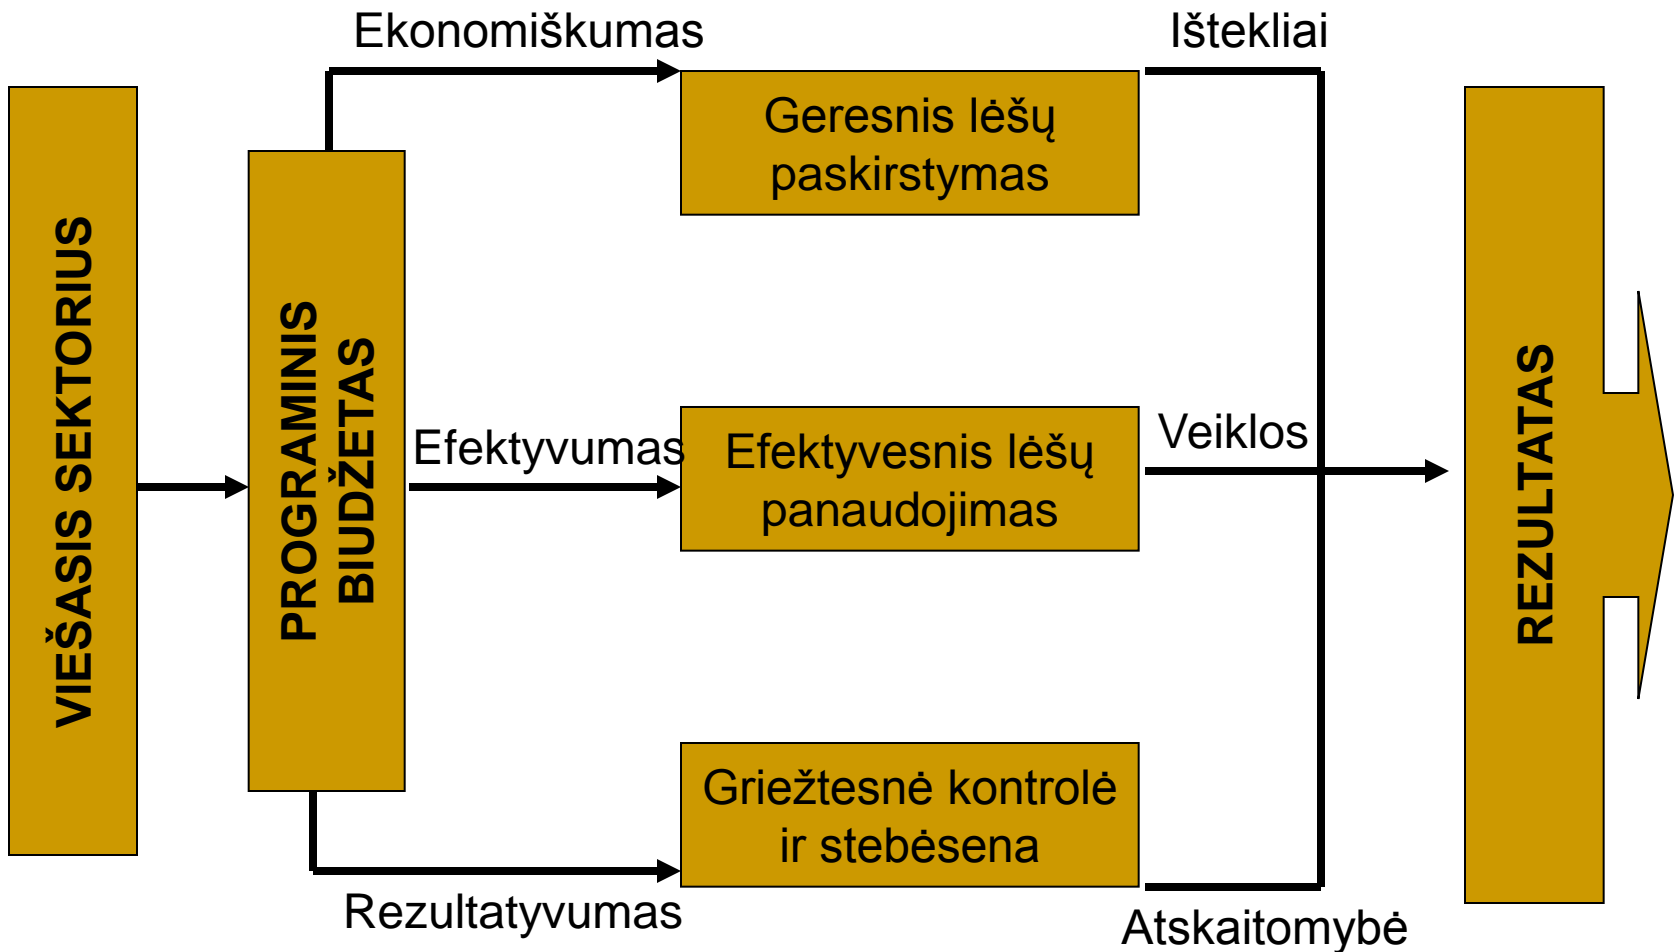 VIEŠASIS SEKTORIUS
PROGRAMINIS
BIUDŽETAS
Ekonomiškumas
Geresnis lėšų
paskirstymas
Ištekliai
Efektyvumas
Efektyvesnis lėšų
panaudojimas
Veiklos
Rezultatyvumas
Griežtesnė kontrolė
ir stebėsena
Atskaitomybė
REZULTATAS